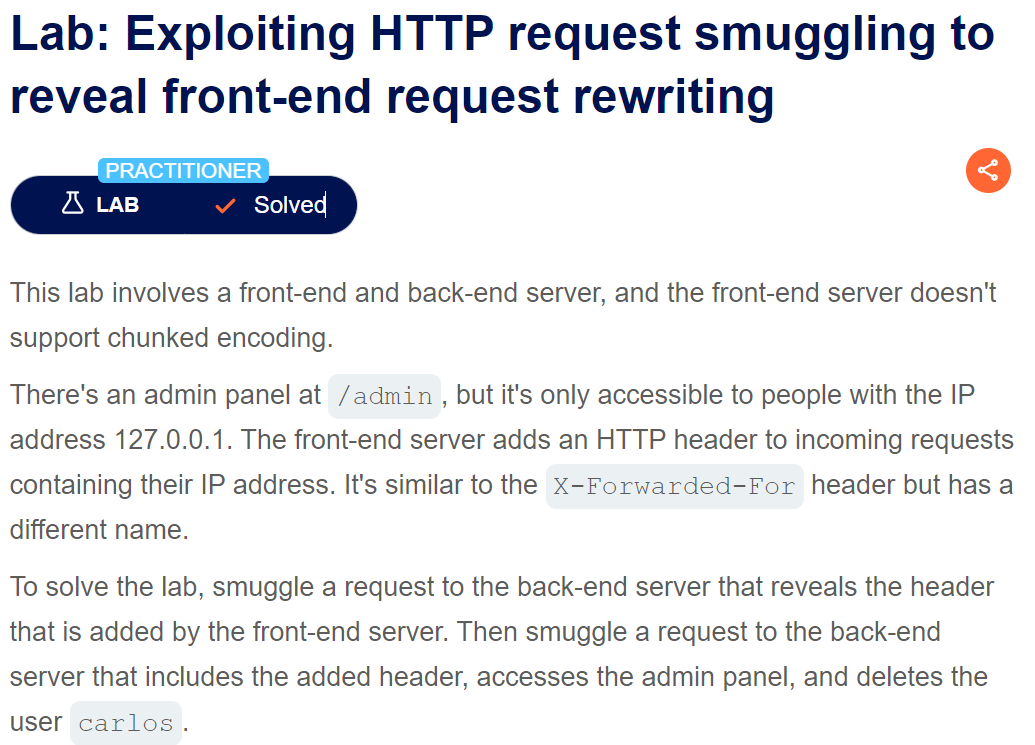 Lab: Exploiting HTTP request smuggling to
reveal front-end request rewriting
PRACTITIONER
LAB
Solved
This lab involves a front-end and back-end server, and the front-end server doesn't
support chunked encoding.
There's an admin panel at /admin, but it's only accessible to people with the IP
address 127.0.0.1. The front-end server adds an HTTP header to incoming requests
containing their IP address. It's similar to the X-Forwarded-For header but has a
different name.
To solve the lab, smuggle a request to the back-end server that reveals the header
that is added by the front-end server. Then smuggle a request to the back-end
server that includes the added header, accesses the admin panel, and deletes the
user carlos.